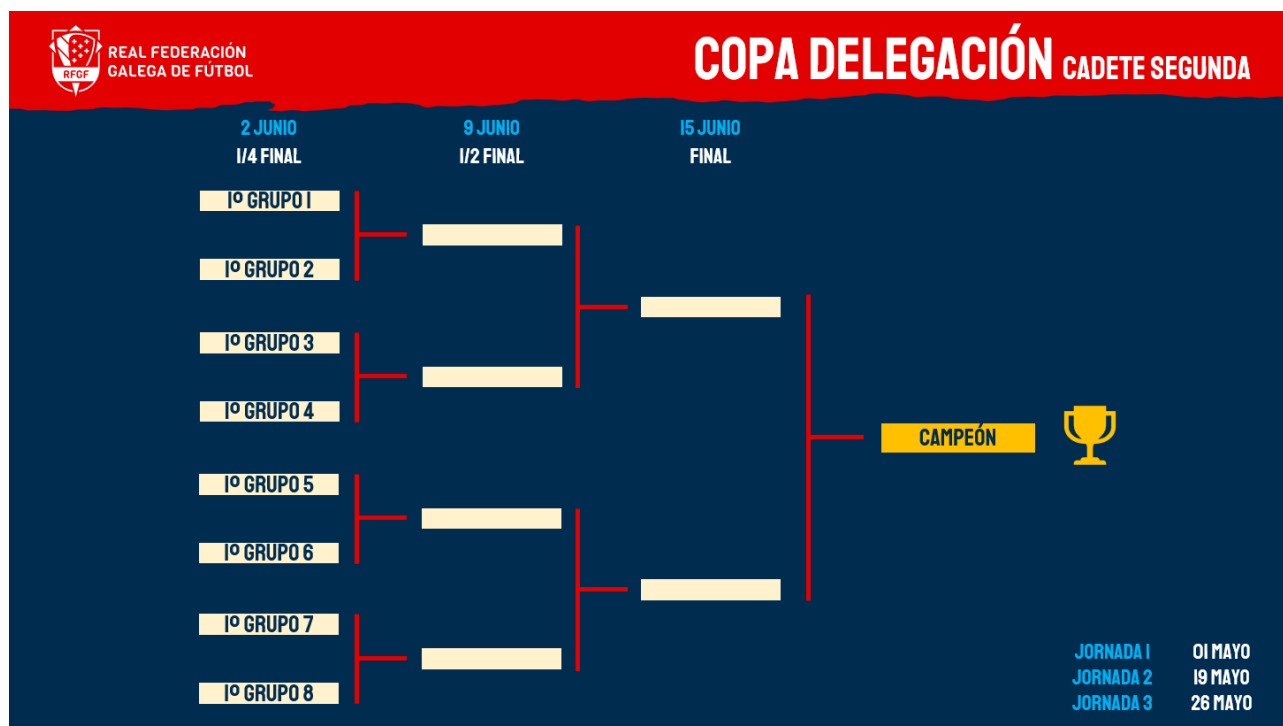 RFGF
REAL FEDERACIÓN
GALEGA DE FÚTBOL
COPA DELEGACIÓN CADETE SEGUNDA
2 JUNIO
1/4 FINAL
9 JUNIO
1/2 FINAL
15 JUNIO
FINAL
1º GRUPO 1
1º GRUPO 2
1º GRUPO 3
1º GRUPO 4
1º GRUPO 5
1º GRUPO 6
1º GRUPO 7
1º GRUPO 8
CAMPEÓN
JORNADA 1 01 MAYO
JORNADA 2 19 MAYO
JORNADA 3 26 MAYO